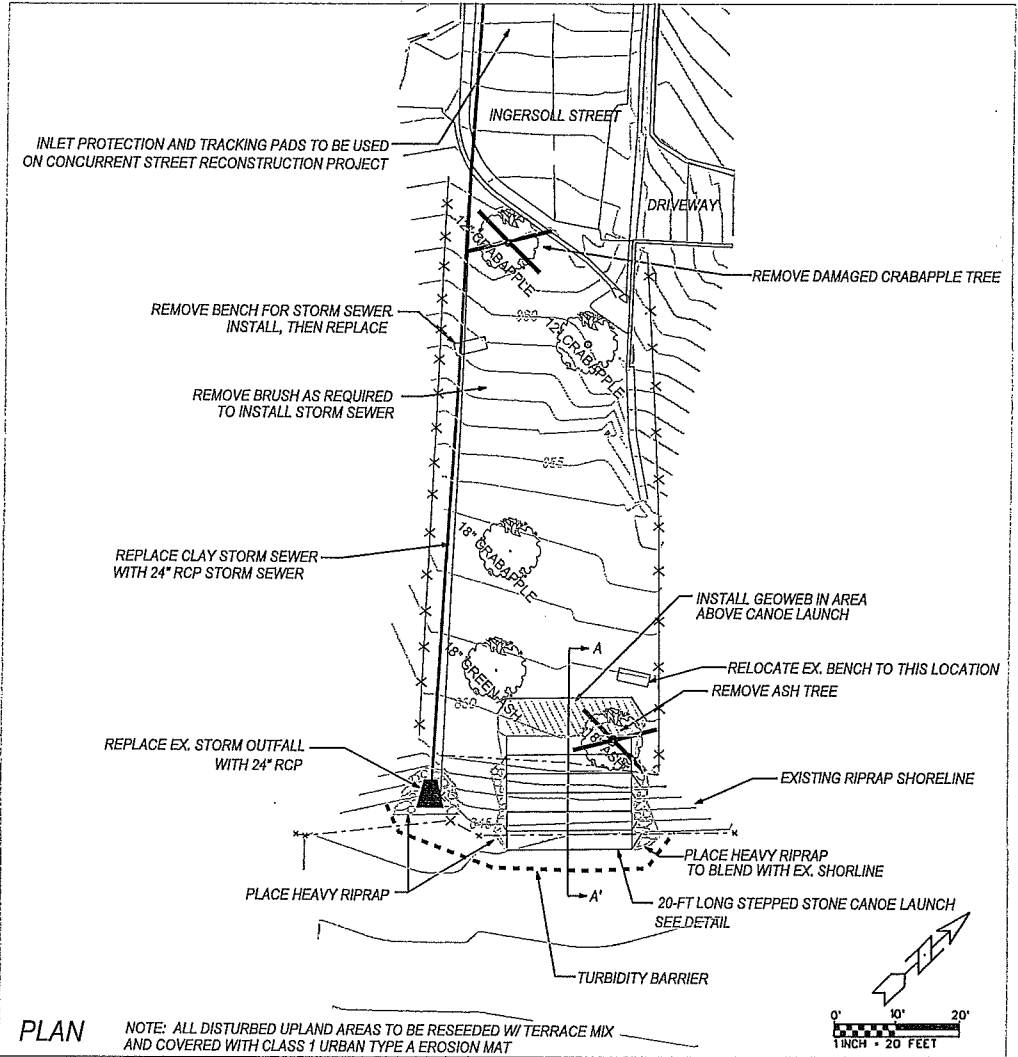 INGERSOLL STREET
INLET PROTECTION AND TRACKING PADS TO BE USED
ON CONCURRENT STREET RECONSTRUCTION PROJECT
DRIVEWAY
12" CRABAPPLE
REMOVE DAMAGED CRABAPPLE TREE
REMOVE BENCH FOR STORM SEWER
INSTALL, THEN REPLACE
860
12" CRABAPPLE
REMOVE BRUSH AS REQUIRED
TO INSTALL STORM SEWER
855
18" CRABAPPLE
REPLACE CLAY STORM SEWER
WITH 24" RCP STORM SEWER
INSTALL GEOWEB IN AREA
ABOVE CANOE LAUNCH
A
18" GREEN ASH
RELOCATE EX. BENCH TO THIS LOCATION
REMOVE ASH TREE
850
18" ASH
REPLACE EX. STORM OUTFALL
WITH 24" RCP
EXISTING RIPRAP SHORELINE
845
PLACE HEAVY RIPRAP
TO BLEND WITH EX. SHORLINE
PLACE HEAVY RIPRAP
A'
20-FT LONG STEPPED STONE CANOE LAUNCH
SEE DETAIL
TURBIDITY BARRIER
0' 10' 20'
1 INCH = 20 FEET
PLAN
NOTE: ALL DISTURBED UPLAND AREAS TO BE RESEEDED W/ TERRACE MIX
AND COVERED WITH CLASS 1 URBAN TYPE A EROSION MAT